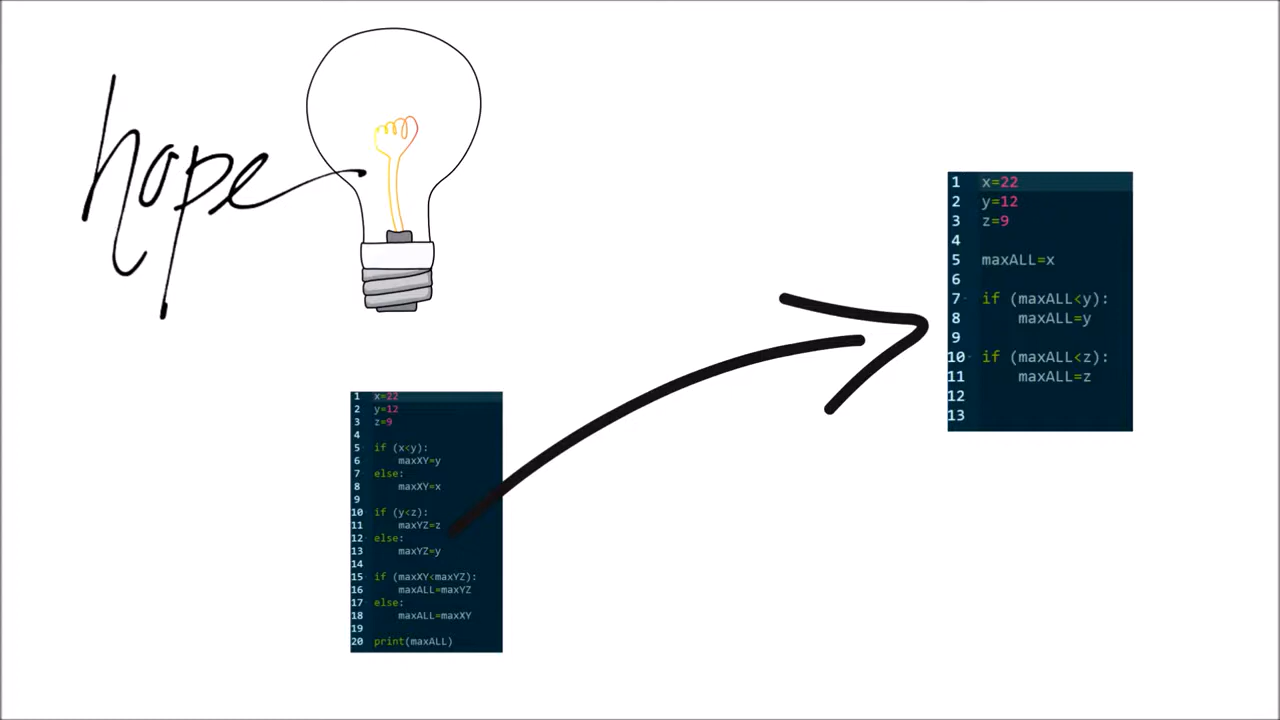 hope
1 x=22
2 y=12
3 z=9
4
5 if (x<y):
6     maxXY=y
7 else:
8     maxXY=x
9
10 if (y<z):
11     maxYZ=z
12 else:
13     maxYZ=y
14
15 if (maxXY<maxYZ):
16     maxALL=maxYZ
17 else:
18     maxALL=maxXY
19
20 print(maxALL)
1 x=22
2 y=12
3 z=9
4
5 maxALL=x
6
7 if (maxALL<y):
8     maxALL=y
9
10 if (maxALL<z):
11     maxALL=z
12
13